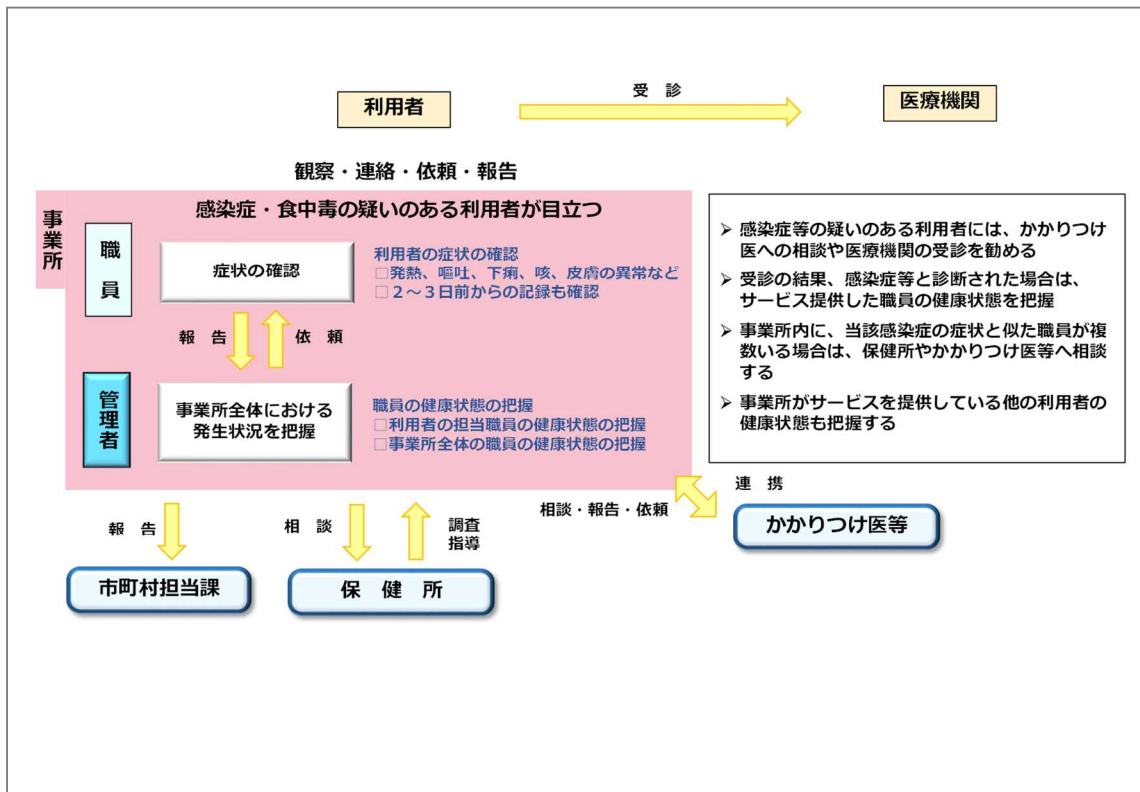 利用者
受 診
医療機関
観察・連絡・依頼・報告
事業所
感染症・食中毒の疑いのある利用者が目立つ
職員
症状の確認
利用者の症状の確認
□発熱、嘔吐、下痢、咳、皮膚の異常など
□２～３日前からの記録も確認
報 告
依 頼
管理者
事業所全体における
発生状況を把握
職員の健康状態の把握
□利用者の担当職員の健康状態の把握
□事業所全体の職員の健康状態の把握
➢ 感染症等の疑いのある利用者には、かかりつけ
医への相談や医療機関の受診を勧める
➢ 受診の結果、感染症等と診断された場合は、
サービス提供した職員の健康状態を把握
➢ 事業所内に、当該感染症の症状と似た職員が複
数いる場合は、保健所やかかりつけ医等へ相談
する
➢ 事業所がサービスを提供している他の利用者の
健康状態も把握する
報 告
相 談
調査
指導
相談・報告・依頼
連 携
かかりつけ医等
市町村担当課
保 健 所